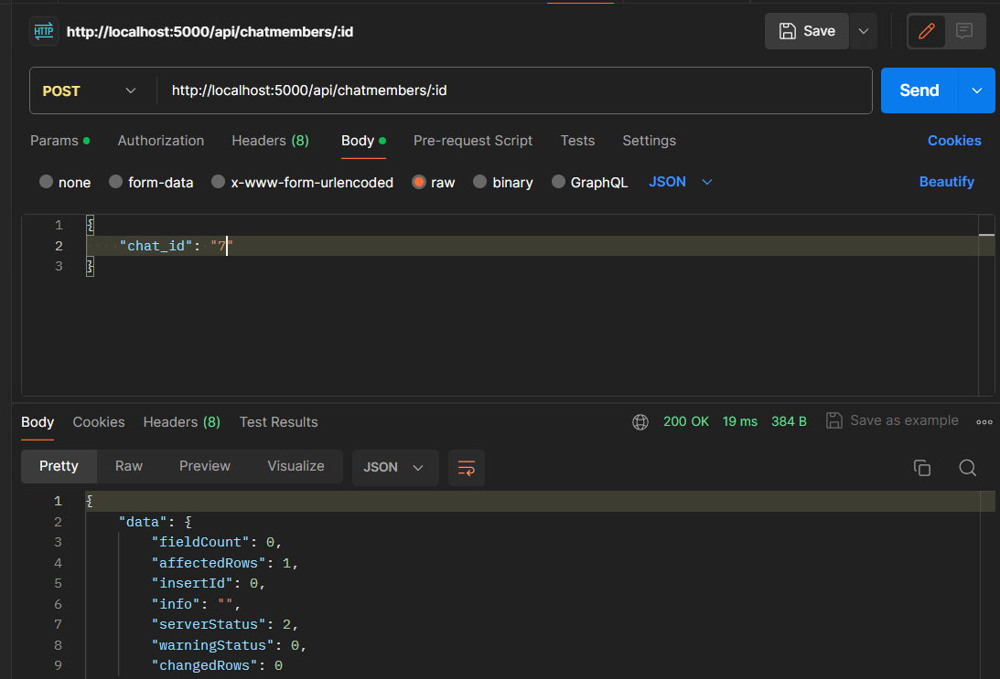 HTTP http://localhost:5000/api/chatmembers/:id Save
POST http://localhost:5000/api/chatmembers/:id Send
Params Authorization Headers (8) Body Pre-request Script Tests Settings Cookies
none form-data x-www-form-urlencoded raw binary GraphQL JSON Beautify
1 {
2 "chat_id": "7"
3 }
Body Cookies Headers (8) Test Results 200 OK 19 ms 384 B Save as example
Pretty Raw Preview Visualize JSON
1 {
2 "data": {
3 "fieldCount": 0,
4 "affectedRows": 1,
5 "insertId": 0,
6 "info": "",
7 "serverStatus": 2,
8 "warningStatus": 0,
9 "changedRows": 0